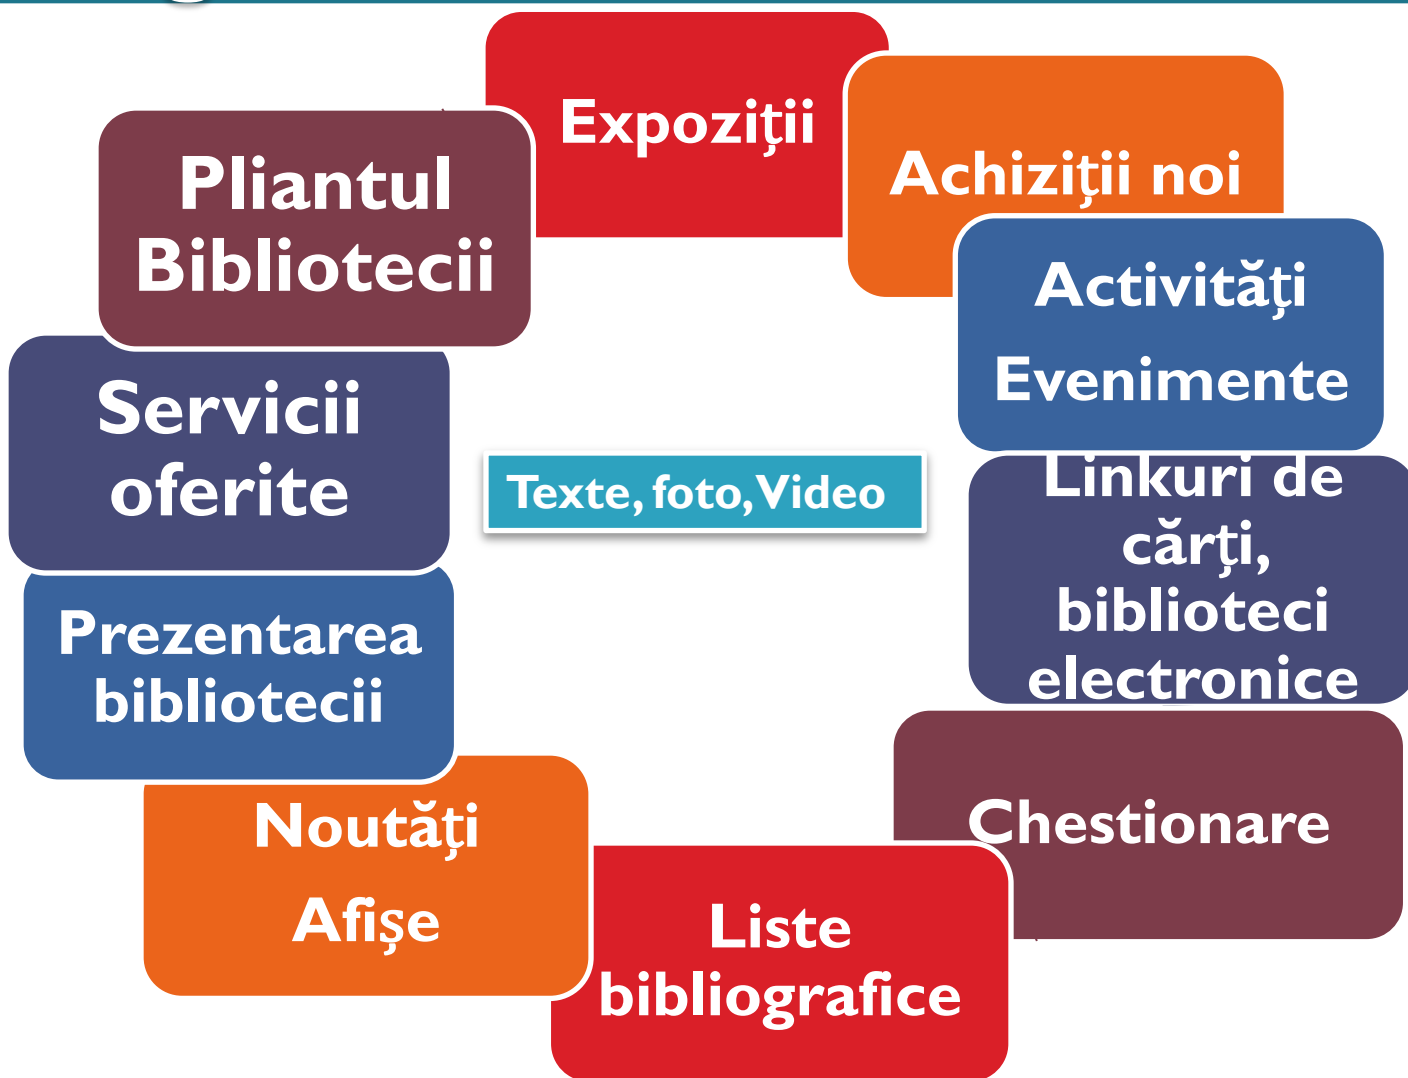 Expoziții
Achiziții noi
Activități
Evenimente
Linkuri de
cărți,
biblioteci
electronice
Chestionare
Liste
bibliografice
Noutăți
Afișe
Prezentarea
bibliotecii
Servicii
oferite
Pliantul
Bibliotecii
Texte, foto, Video